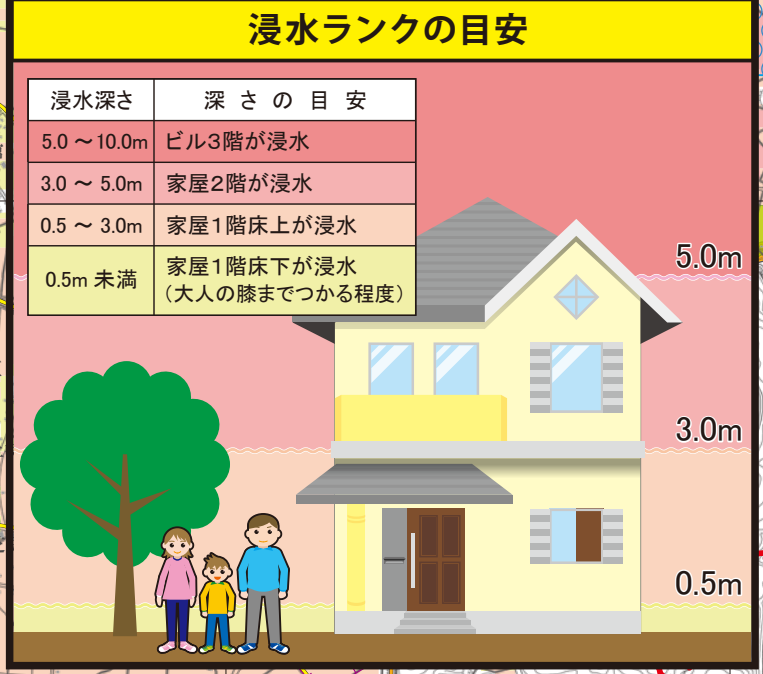 浸水ランクの目安
浸水深さ 深さの目安
5.0～10.0m ビル3階が浸水
3.0～5.0m 家屋2階が浸水
0.5～3.0m 家屋1階床上が浸水
0.5m未満 家屋1階床下が浸水
（大人の膝までつかる程度）
5.0m
3.0m
0.5m